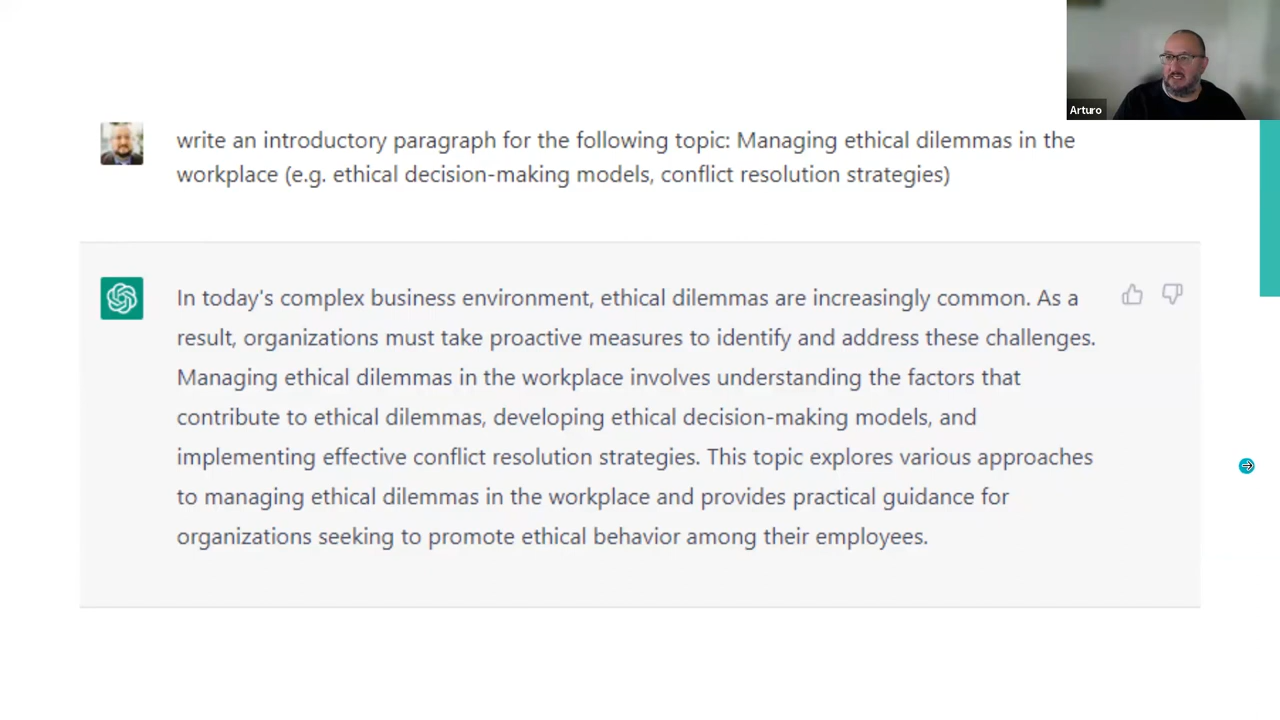 Arturo
write an introductory paragraph for the following topic: Managing ethical dilemmas in the
workplace (e.g. ethical decision-making models, conflict resolution strategies)
In today's complex business environment, ethical dilemmas are increasingly common. As a
result, organizations must take proactive measures to identify and address these challenges.
Managing ethical dilemmas in the workplace involves understanding the factors that
contribute to ethical dilemmas, developing ethical decision-making models, and
implementing effective conflict resolution strategies. This topic explores various approaches
to managing ethical dilemmas in the workplace and provides practical guidance for
organizations seeking to promote ethical behavior among their employees.